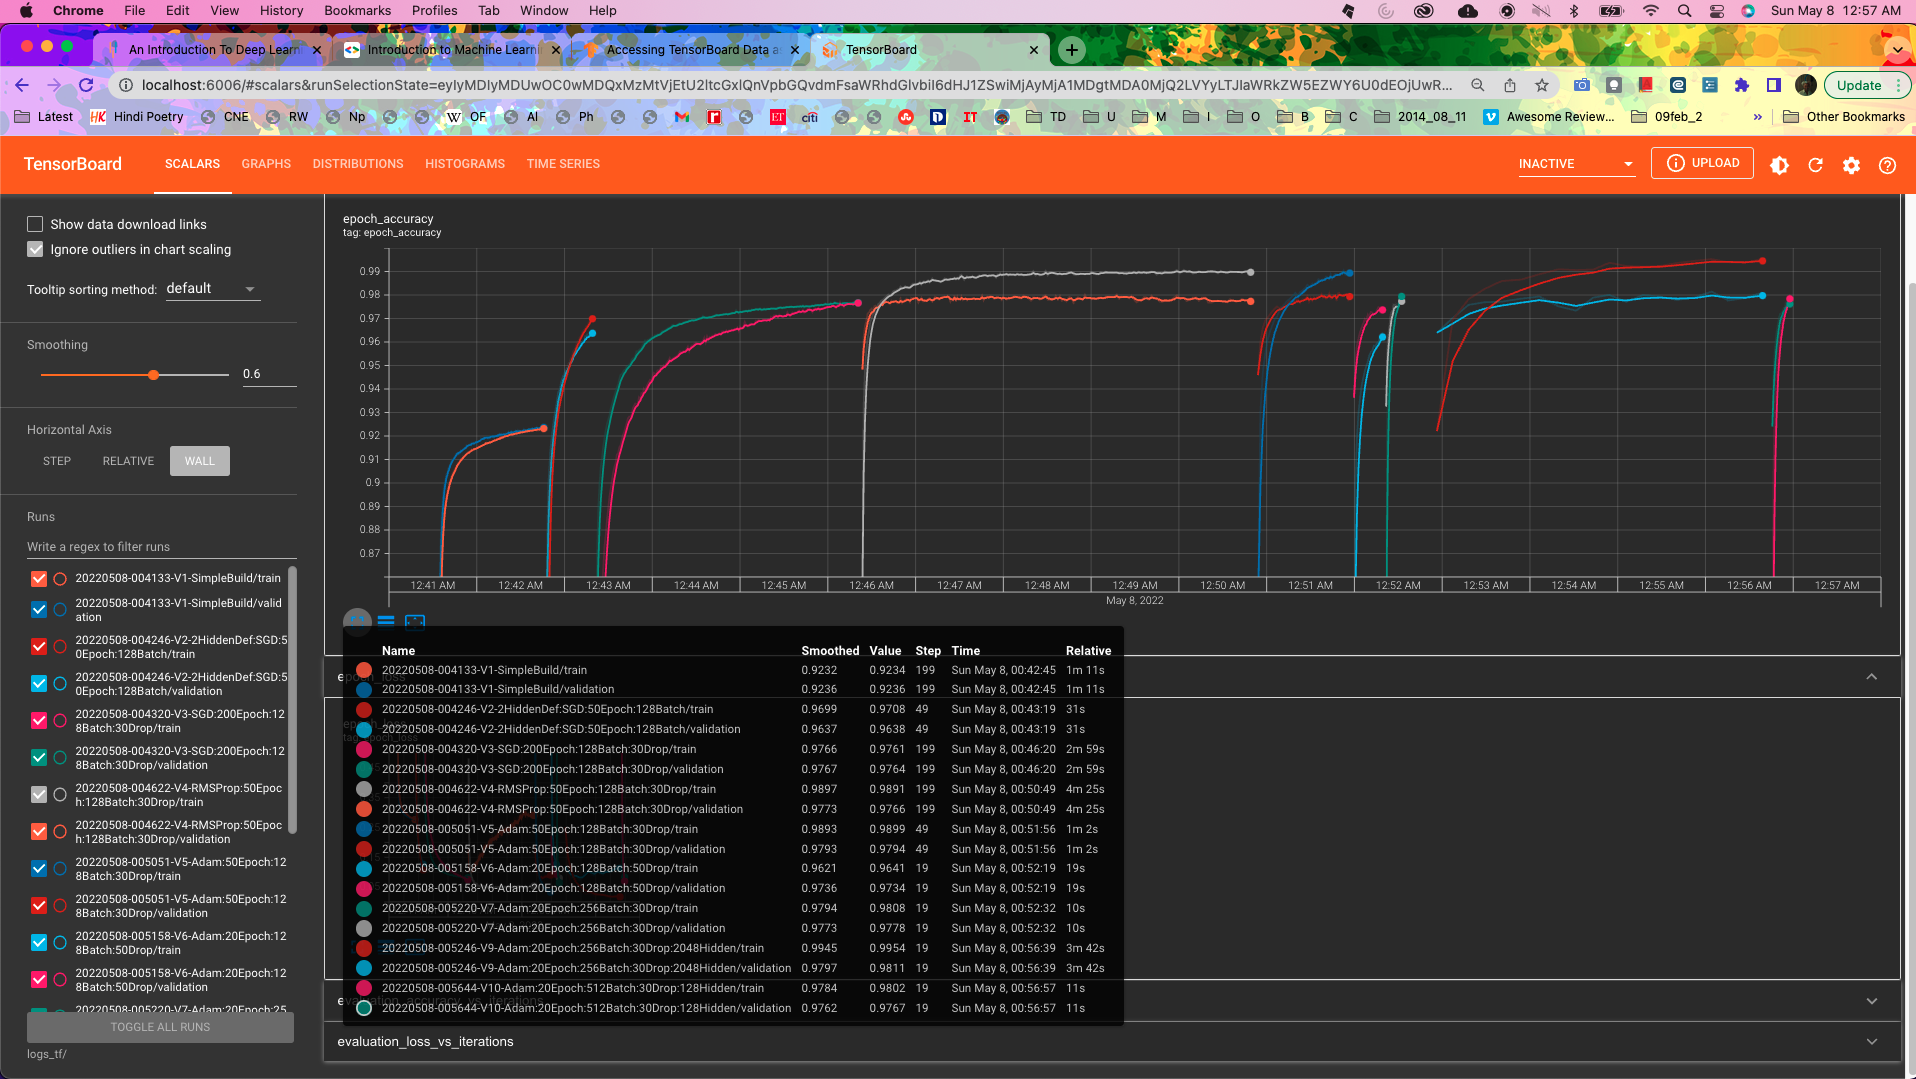 Chrome File Edit View History Bookmarks Profiles Tab Window Help Sun May 8 12:57 AM
An Introduction To Deep Learn Introduction to Machine Learni Accessing TensorBoard Data a TensorBoard
localhost:6006/#scalars&runSelectionState= Update
Latest HK Hindi Poetry CNE RW Np W OF AI Ph ET citi IT TD U M I O B C 2014_08_11 Awesome Review... 09feb_2 » Other Bookmarks
TensorBoard SCALARS GRAPHS DISTRIBUTIONS HISTOGRAMS TIME SERIES INACTIVE UPLOAD
Show data download links
Ignore outliers in chart scaling
Tooltip sorting method: default
Smoothing
0.6
Horizontal Axis
STEP RELATIVE WALL
Runs
Write a regex to filter runs
20220508-004133-V1-SimpleBuild/train
20220508-004133-V1-SimpleBuild/valid
ation
20220508-004246-V2-2HiddenDef:SGD:5
0Epoch:128Batch/train
20220508-004246-V2-2HiddenDef:SGD:5
0Epoch:128Batch/validation
20220508-004320-V3-SGD:200Epoch:12
8Batch:30Drop/train
20220508-004320-V3-SGD:200Epoch:12
8Batch:30Drop/validation
20220508-004622-V4-RMSProp:50Epoc
h:128Batch:30Drop/train
20220508-004622-V4-RMSProp:50Epoc
h:128Batch:30Drop/validation
20220508-005051-V5-Adam:50Epoch:12
8Batch:30Drop/train
20220508-005051-V5-Adam:50Epoch:12
8Batch:30Drop/validation
20220508-005158-V6-Adam:20Epoch:12
8Batch:50Drop/train
20220508-005158-V6-Adam:20Epoch:12
8Batch:50Drop/validation
20220508-005220-V7-Adam:20Epoch:25
TOGGLE ALL RUNS
logs_tf/
epoch_accuracy
tag: epoch_accuracy
0.99
0.98
0.97
0.96
0.95
0.94
0.93
0.92
0.91
0.9
0.89
0.88
0.87
12:41 AM 12:42 AM 12:43 AM 12:44 AM 12:45 AM 12:46 AM 12:47 AM 12:48 AM 12:49 AM 12:50 AM 12:51 AM 12:52 AM 12:53 AM 12:54 AM 12:55 AM 12:56 AM 12:57 AM
May 8, 2022
Name Smoothed Value Step Time Relative
20220508-004133-V1-SimpleBuild/train 0.9232 0.9234 199 Sun May 8, 00:42:45 1m 11s
20220508-004133-V1-SimpleBuild/validation 0.9236 0.9236 199 Sun May 8, 00:42:45 1m 11s
20220508-004246-V2-2HiddenDef:SGD:50Epoch:128Batch/train 0.9699 0.9708 49 Sun May 8, 00:43:19 31s
20220508-004246-V2-2HiddenDef:SGD:50Epoch:128Batch/validation 0.9637 0.9638 49 Sun May 8, 00:43:19 31s
20220508-004320-V3-SGD:200Epoch:128Batch:30Drop/train 0.9766 0.9761 199 Sun May 8, 00:46:20 2m 59s
20220508-004320-V3-SGD:200Epoch:128Batch:30Drop/validation 0.9767 0.9764 199 Sun May 8, 00:46:20 2m 59s
20220508-004622-V4-RMSProp:50Epoch:128Batch:30Drop/train 0.9897 0.9891 199 Sun May 8, 00:50:49 4m 25s
20220508-004622-V4-RMSProp:50Epoch:128Batch:30Drop/validation 0.9773 0.9766 199 Sun May 8, 00:50:49 4m 25s
20220508-005051-V5-Adam:50Epoch:128Batch:30Drop/train 0.9893 0.9899 49 Sun May 8, 00:51:56 1m 2s
20220508-005051-V5-Adam:50Epoch:128Batch:30Drop/validation 0.9793 0.9794 49 Sun May 8, 00:51:56 1m 2s
20220508-005158-V6-Adam:20Epoch:128Batch:50Drop/train 0.9621 0.9641 19 Sun May 8, 00:52:19 19s
20220508-005158-V6-Adam:20Epoch:128Batch:50Drop/validation 0.9736 0.9734 19 Sun May 8, 00:52:19 19s
20220508-005220-V7-Adam:20Epoch:256Batch:30Drop/train 0.9794 0.9808 19 Sun May 8, 00:52:32 10s
20220508-005220-V7-Adam:20Epoch:256Batch:30Drop/validation 0.9773 0.9778 19 Sun May 8, 00:52:32 10s
20220508-005246-V9-Adam:20Epoch:256Batch:30Drop:2048Hidden/train 0.9945 0.9954 19 Sun May 8, 00:56:39 3m 42s
20220508-005246-V9-Adam:20Epoch:256Batch:30Drop:2048Hidden/validation 0.9797 0.9811 19 Sun May 8, 00:56:39 3m 42s
20220508-005644-V10-Adam:20Epoch:512Batch:30Drop:128Hidden/train 0.9784 0.9802 19 Sun May 8, 00:56:57 11s
20220508-005644-V10-Adam:20Epoch:512Batch:30Drop:128Hidden/validation 0.9762 0.9767 19 Sun May 8, 00:56:57 11s
epoch_loss
epoch_loss
tag: epoch_loss
evaluation_accuracy_vs_iterations
evaluation_loss_vs_iterations